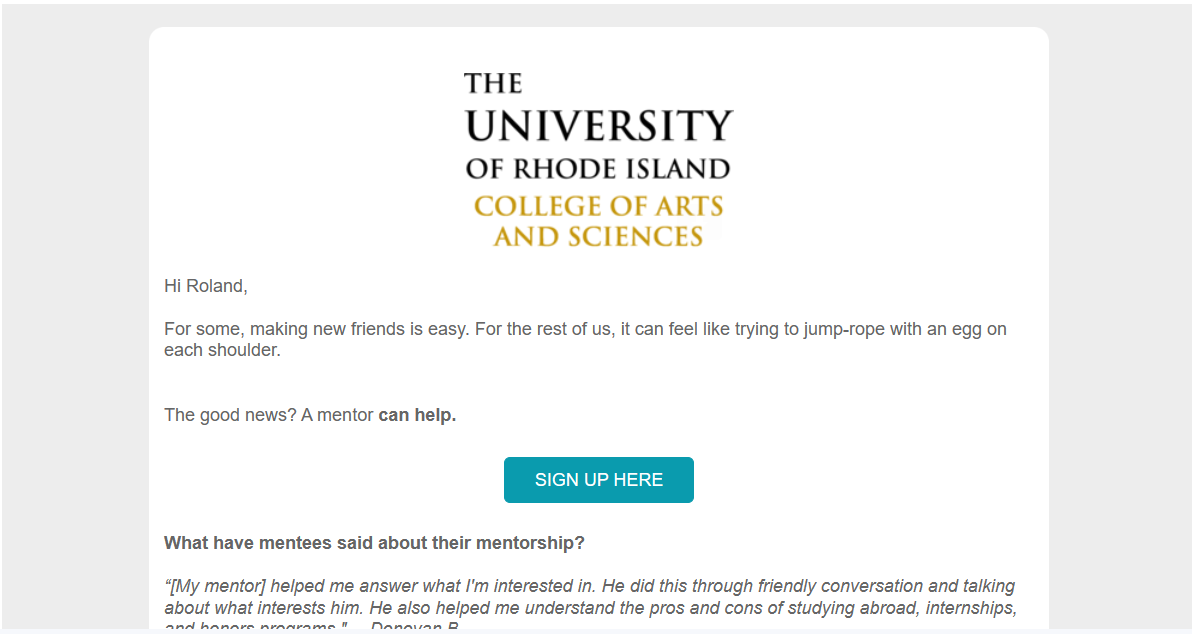 THE
UNIVERSITY
OF RHODE ISLAND
COLLEGE OF ARTS
AND SCIENCES
Hi Roland,
For some, making new friends is easy. For the rest of us, it can feel like trying to jump-rope with an egg on
each shoulder.
The good news? A mentor can help.
SIGN UP HERE
What have mentees said about their mentorship?
“[My mentor] helped me answer what I'm interested in. He did this through friendly conversation and talking
about what interests him. He also helped me understand the pros and cons of studying abroad, internships,
and honors programs." – Donovan B